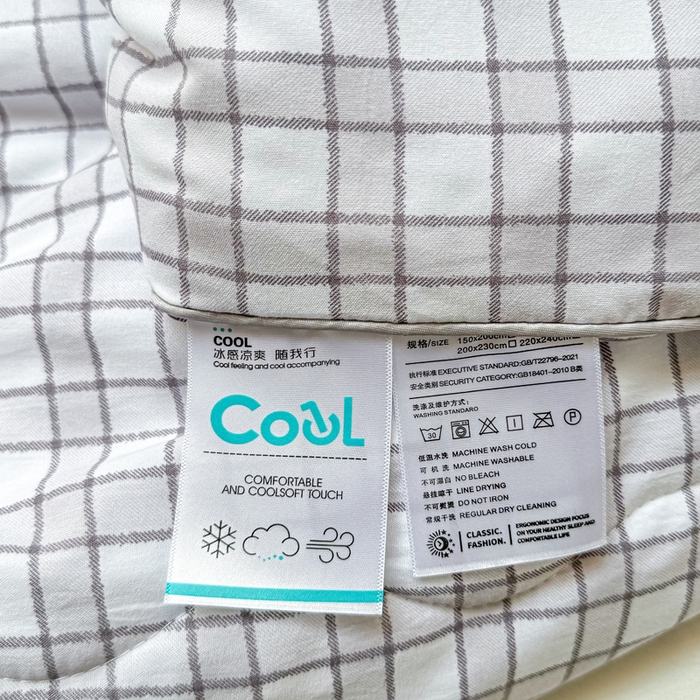 COOL
冰感凉爽 随我行
Cool feeling and cool accompanying
COOL
COMFORTABLE
AND COOLSOFT TOUCH
规格/SIZE 150x200cm□ 180x220cm□
200x230cm□ 220x240cm□
执行标准 EXECUTIVE STANDARD:GB/T22796-2021
安全类别 SECURITY CATEGORY:GB18401-2010 B类
洗涤及维护方式:
WASHING STANDARO
30 P
低温水洗 MACHINE WASH COLD
可 机 洗 MACHINE WASHABLE
不可漂白 NO BLEACH
悬挂晾干 LINE DRYING
不可熨烫 DO NOT IRON
常规干洗 REGULAR DRY CLEANING
CLASSIC.
FASHION.
ERGONOMIC DESIGN FOCUS
ON YOUR HEALTHY SLEEP AND
COMFORTABLE LIFE